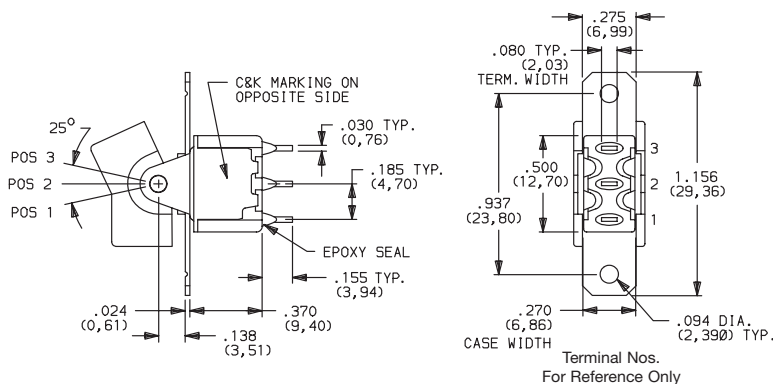 C&K MARKING ON
OPPOSITE SIDE
25°
POS 3
POS 2
POS 1
.030 TYP.
(0,76)
.185 TYP.
(4,70)
EPOXY SEAL
.155 TYP.
(3,94)
.024
(0,61)
.370
(9,40)
.138
(3,51)
.275
(6,99)
.080 TYP.
(2,03)
TERM. WIDTH
3
2
1
.500
(12,70)
1.156
(29,36)
.937
(23,80)
.270
(6,86)
CASE WIDTH
.094 DIA.
(2,390) TYP.
Terminal Nos.
For Reference Only